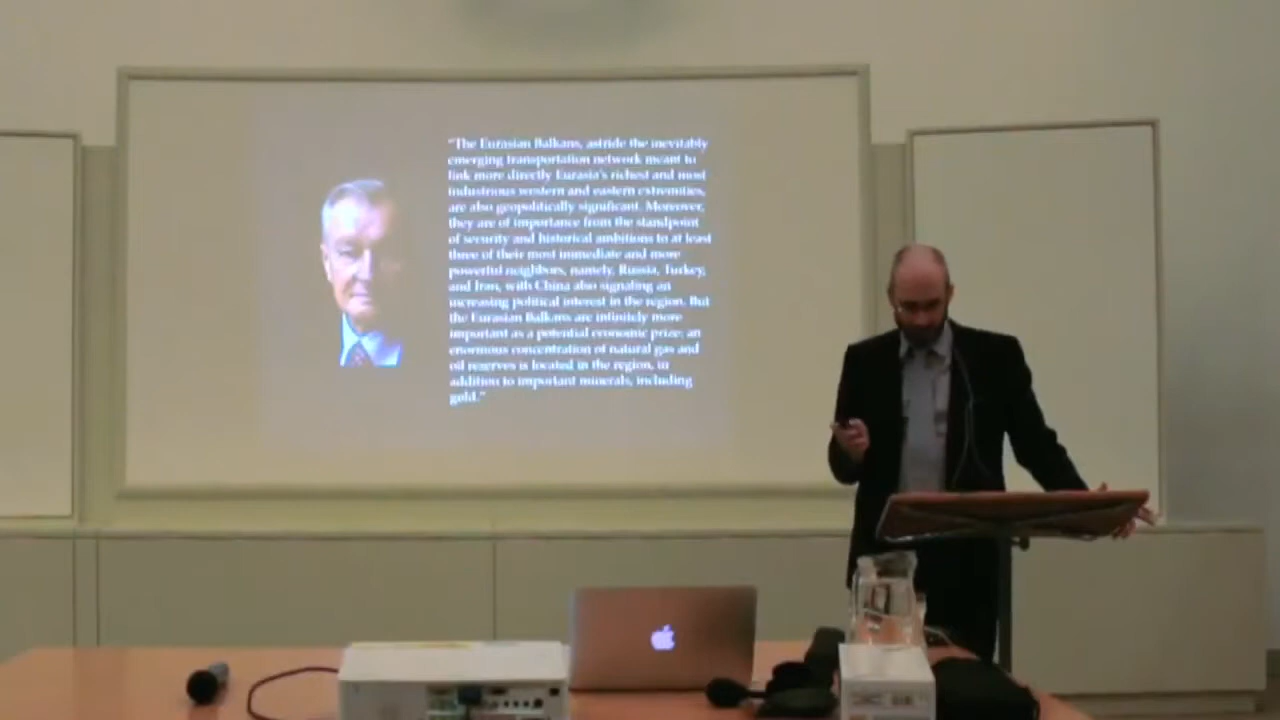 "The Eurasian Balkans, astride the inevitably
emerging transportation network meant to
link more directly Eurasia's richest and most
industrious western and eastern extremities,
are also geopolitically significant. Moreover,
they are of importance from the standpoint
of security and historical ambitions to at least
three of their most immediate and more
powerful neighbors, namely, Russia, Turkey,
and Iran, with China also signaling an
increasing political interest in the region. But
the Eurasian Balkans are infinitely more
important as a potential economic prize: an
enormous concentration of natural gas and
oil reserves is located in the region, in
addition to important minerals, including
gold."